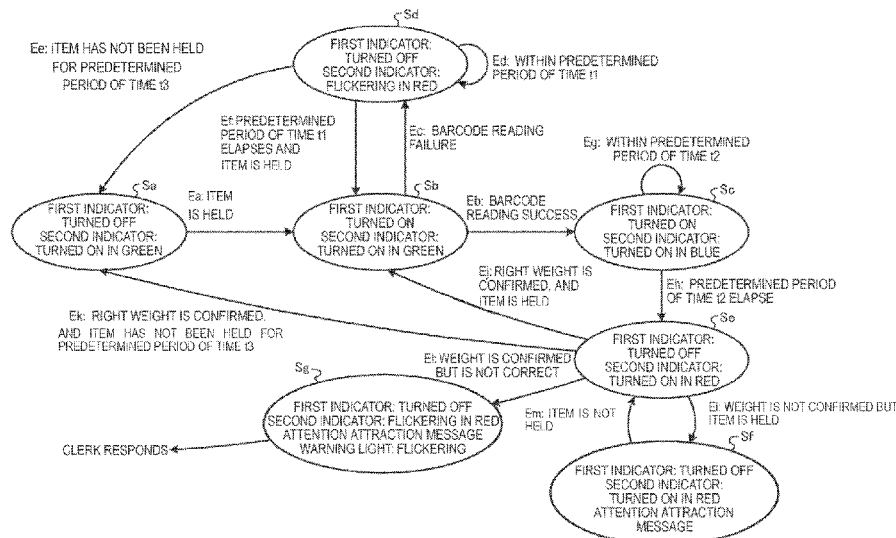 Sd
Ee: ITEM HAS NOT BEEN HELD
FOR PREDETERMINED
PERIOD OF TIME t3
FIRST INDICATOR:
TURNED OFF
SECOND INDICATOR:
FLICKERING IN RED
Ed: WITHIN PREDETERMINED
PERIOD OF TIME t1
Ef: PREDETERMINED
PERIOD OF TIME t1
ELAPSES AND
ITEM IS HELD
Ec: BARCODE READING
FAILURE
Eg: WITHIN PREDETERMINED
PERIOD OF TIME t2
Sa
FIRST INDICATOR:
TURNED OFF
SECOND INDICATOR:
TURNED ON IN GREEN
Ea: ITEM
IS HELD
Sb
FIRST INDICATOR:
TURNED ON
SECOND INDICATOR:
TURNED ON IN GREEN
Eb: BARCODE
READING SUCCESS
Sc
FIRST INDICATOR:
TURNED ON
SECOND INDICATOR:
TURNED ON IN BLUE
Ej: RIGHT WEIGHT IS
CONFIRMED, AND
ITEM IS HELD
Eh: PREDETERMINED PERIOD
OF TIME t2 ELAPSE
Ek: RIGHT WEIGHT IS CONFIRMED,
AND ITEM HAS NOT BEEN HELD FOR
PREDETERMINED PERIOD OF TIME t3
Se
FIRST INDICATOR:
TURNED OFF
SECOND INDICATOR:
TURNED ON IN RED
El: WEIGHT IS CONFIRMED
BUT IS NOT CORRECT
Sg
FIRST INDICATOR: TURNED OFF
SECOND INDICATOR: FLICKERING IN RED
ATTENTION ATTRACTION MESSAGE
WARNING LIGHT: FLICKERING
Em: ITEM IS NOT
HELD
Ei: WEIGHT IS NOT CONFIRMED BUT
ITEM IS HELD
Sf
CLERK RESPONDS
FIRST INDICATOR: TURNED OFF
SECOND INDICATOR:
TURNED ON IN RED
ATTENTION ATTRACTION
MESSAGE